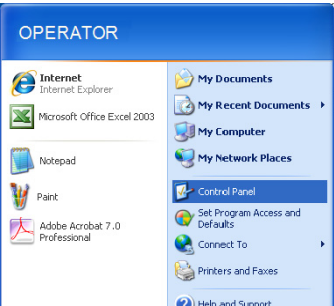 OPERATOR
Internet
Internet Explorer
Microsoft Office Excel 2003
Notepad
Paint
Adobe Acrobat 7.0
Professional
My Documents
My Recent Documents
My Computer
My Network Places
Control Panel
Set Program Access and
Defaults
Connect To
Printers and Faxes
Help and Support